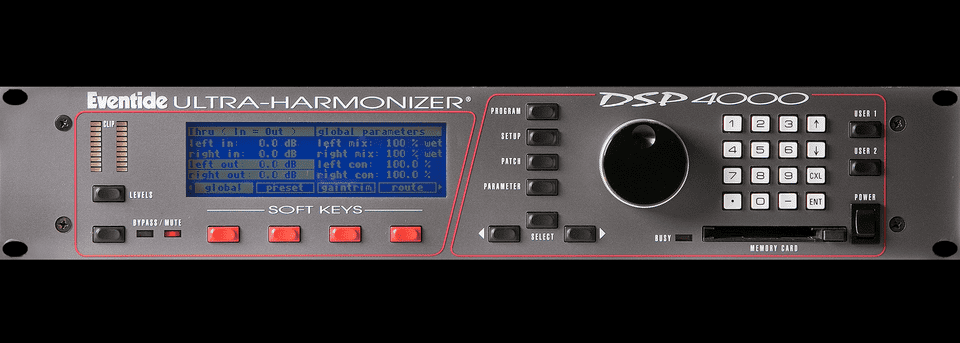 Eventide ULTRA-HARMONIZER®
CLIP
LEVELS
BYPASS/MUTE
Thru ( In = Out ) global parameters
left in: 0.0 dB left mix: 100 % wet
right in: 0.0 dB right mix: 100 % wet
left out 0.0 dB left con: 100.0 %
right out: 0.0 dB right con: 100.0 %
global preset gaintrim route
SOFT KEYS
PROGRAM
SETUP
PATCH
PARAMETER
SELECT
DSP 4000
1 2 3 ↑
4 5 6 ↓
7 8 9 CXL
• 0 – ENT
BUSY
MEMORY CARD
USER 1
USER 2
POWER